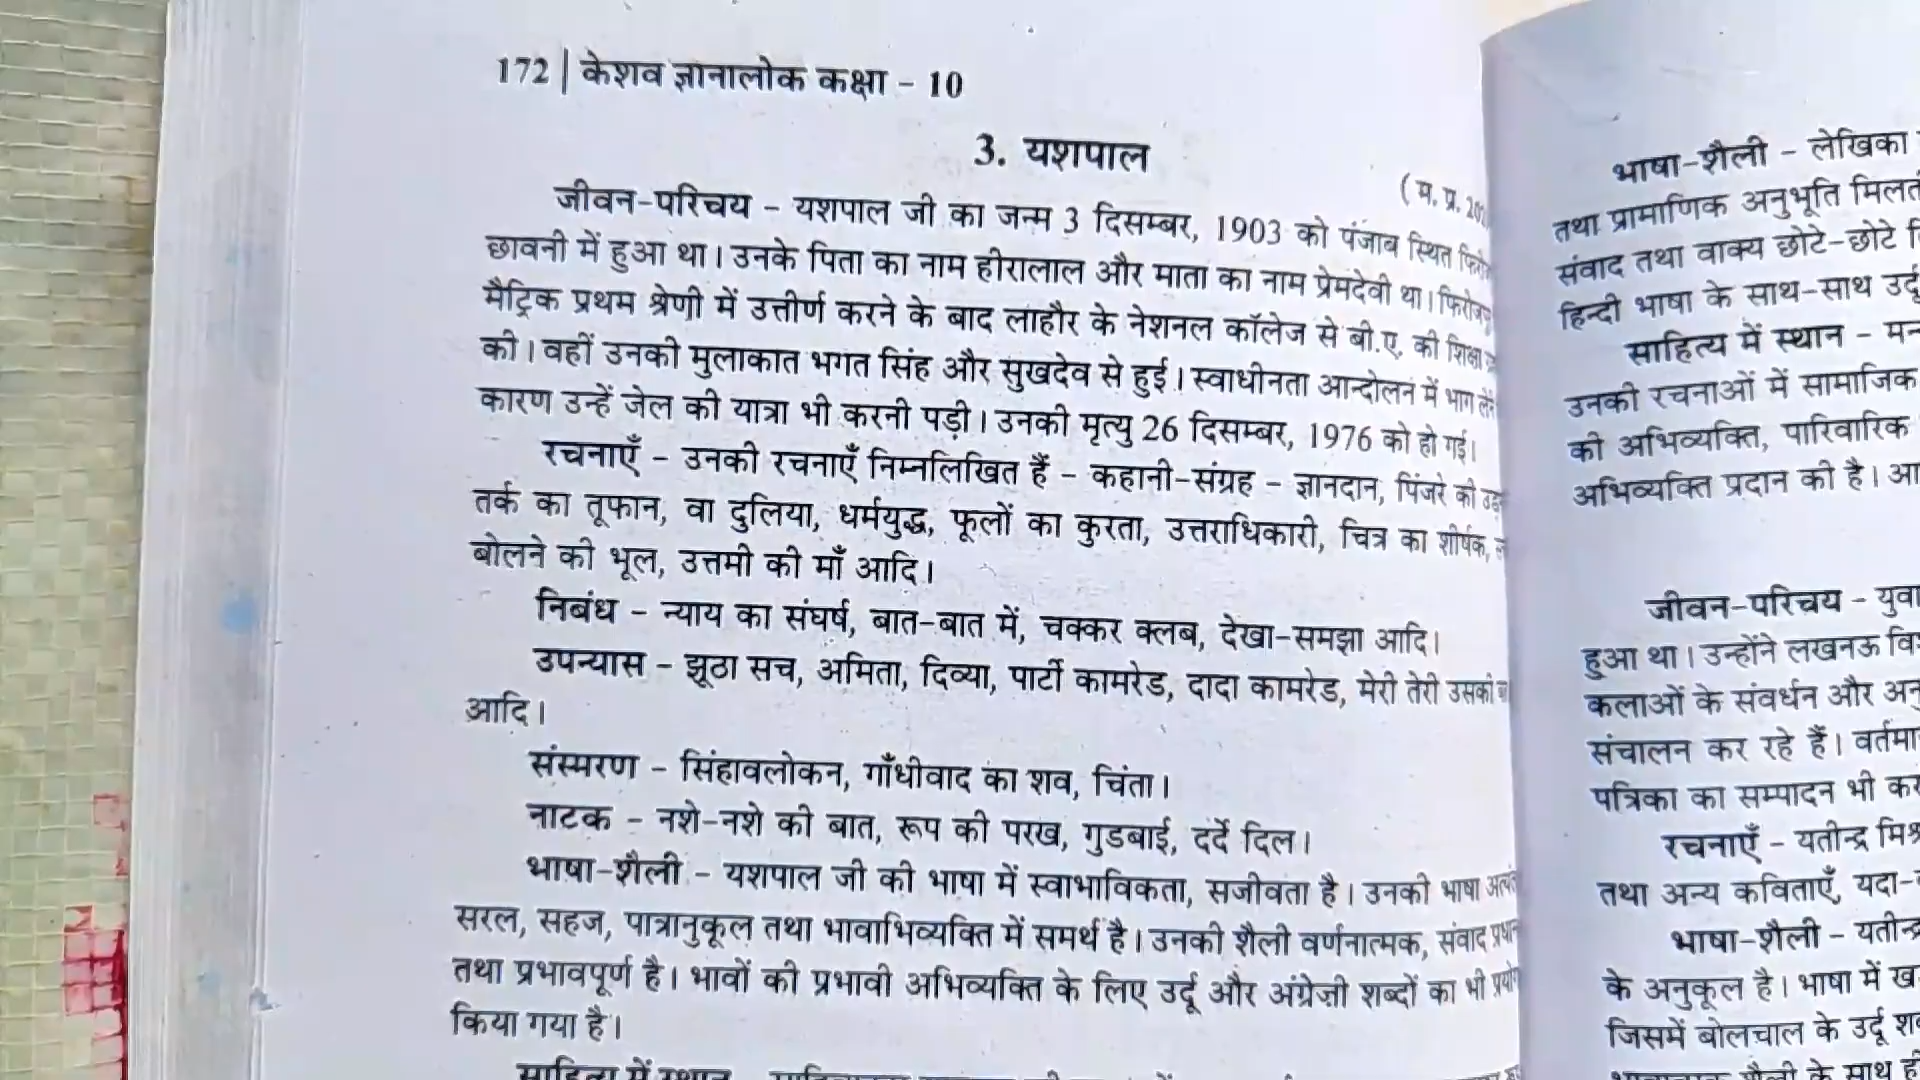 172 | केशव ज्ञानालोक कक्षा - 10
3. यशपाल
(म. प्र.
जीवन-परिचय - यशपाल जी का जन्म 3 दिसम्बर, 1903 को पंजाब स्थित
छावनी में हुआ था। उनके पिता का नाम हीरालाल और माता का नाम प्रेमदेवी था।
मैट्रिक प्रथम श्रेणी में उत्तीर्ण करने के बाद लाहौर के नेशनल कॉलेज से बी.ए. की शिक्षा
की। वहीं उनकी मुलाकात भगत सिंह और सुखदेव से हुई। स्वाधीनता आन्दोलन में भाग
कारण उन्हें जेल की यात्रा भी करनी पड़ी। उनकी मृत्यु 26 दिसम्बर, 1976 को हो गई।
रचनाएँ - उनकी रचनाएँ निम्नलिखित हैं - कहानी-संग्रह - ज्ञानदान, पिंजरे की
तर्क का तूफान, वा दुलिया, धर्मयुद्ध, फूलों का कुरता, उत्तराधिकारी, चित्र का शीर्षक,
बोलने की भूल, उत्तमी की माँ आदि।
निबंध - न्याय का संघर्ष, बात-बात में, चक्कर क्लब, देखा-समझा आदि।
उपन्यास - झूठा सच, अमिता, दिव्या, पार्टी कामरेड, दादा कामरेड, मेरी तेरी उसकी
आदि।
संस्मरण - सिंहावलोकन, गाँधीवाद का शव, चिंता।
नाटक - नशे-नशे की बात, रूप की परख, गुडबाई, दर्दे दिल।
भाषा-शैली - यशपाल जी की भाषा में स्वाभाविकता, सजीवता है। उनकी भाषा
सरल, सहज, पात्रानुकूल तथा भावाभिव्यक्ति में समर्थ है। उनकी शैली वर्णनात्मक, संवाद
तथा प्रभावपूर्ण है। भावों की प्रभावी अभिव्यक्ति के लिए उर्दू और अंग्रेजी शब्दों का भी
किया गया है।
साहित्य में स्थान -
भाषा-शैली - लेखिका
तथा प्रामाणिक अनुभूति
संवाद तथा वाक्य छोटे-छोटे
हिन्दी भाषा के साथ-साथ
साहित्य में स्थान -
उनकी रचनाओं में सामाजिक
की अभिव्यक्ति, पारिवारिक
अभिव्यक्ति प्रदान की है।
जीवन-परिचय -
हुआ था। उन्होंने लखनऊ
कलाओं के संवर्धन और
संचालन कर रहे हैं।
पत्रिका का सम्पादन भी
रचनाएँ - यतीन्द्र
तथा अन्य कविताएँ,
भाषा-शैली -
के अनुकूल है। भाषा में
जिसमें बोलचाल के उर्दू